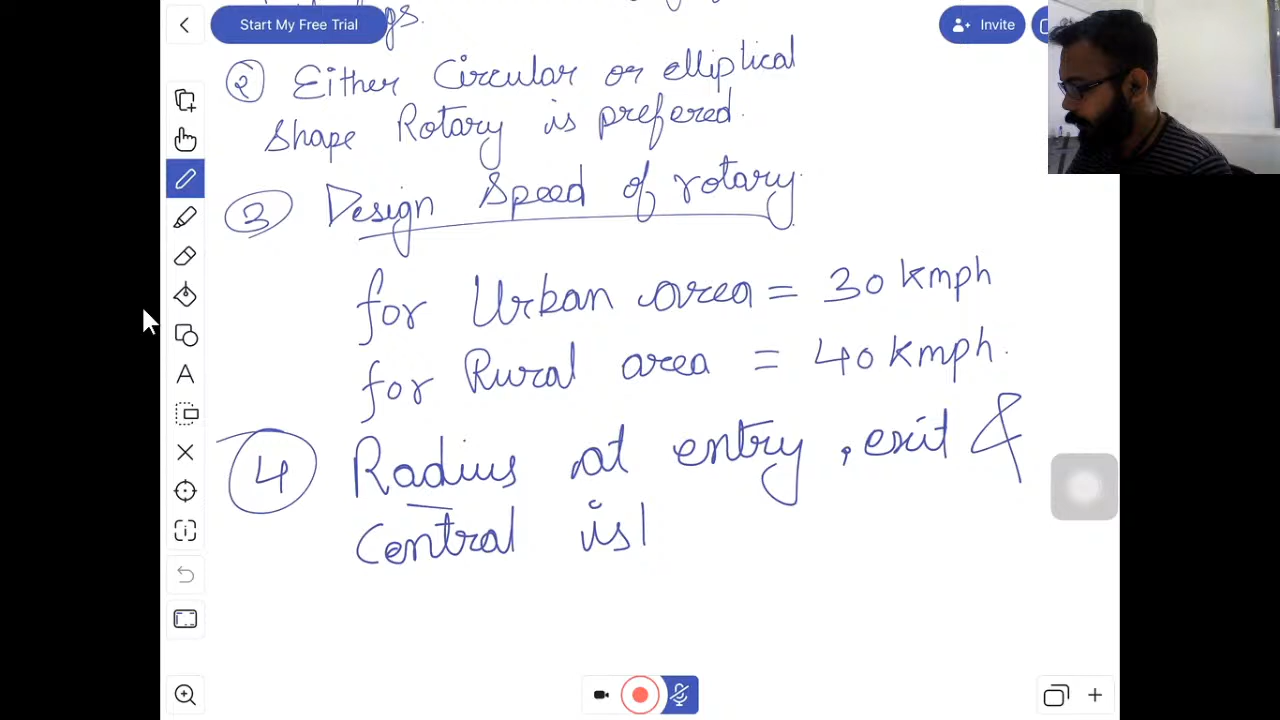 Start My Free Trial
Invite
② Either Circular or elliptical
shape Rotary is prefered.
③ Design Speed of rotary
for Urban area = 30 kmph
for Rural area = 40 kmph.
④ Radius at entry, exit &
Central isl
A